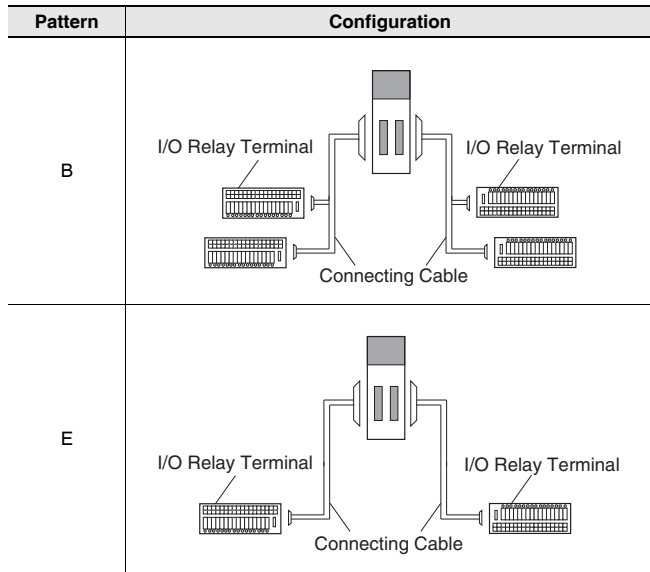 Pattern Configuration
B
I/O Relay Terminal I/O Relay Terminal
Connecting Cable
E
I/O Relay Terminal I/O Relay Terminal
Connecting Cable